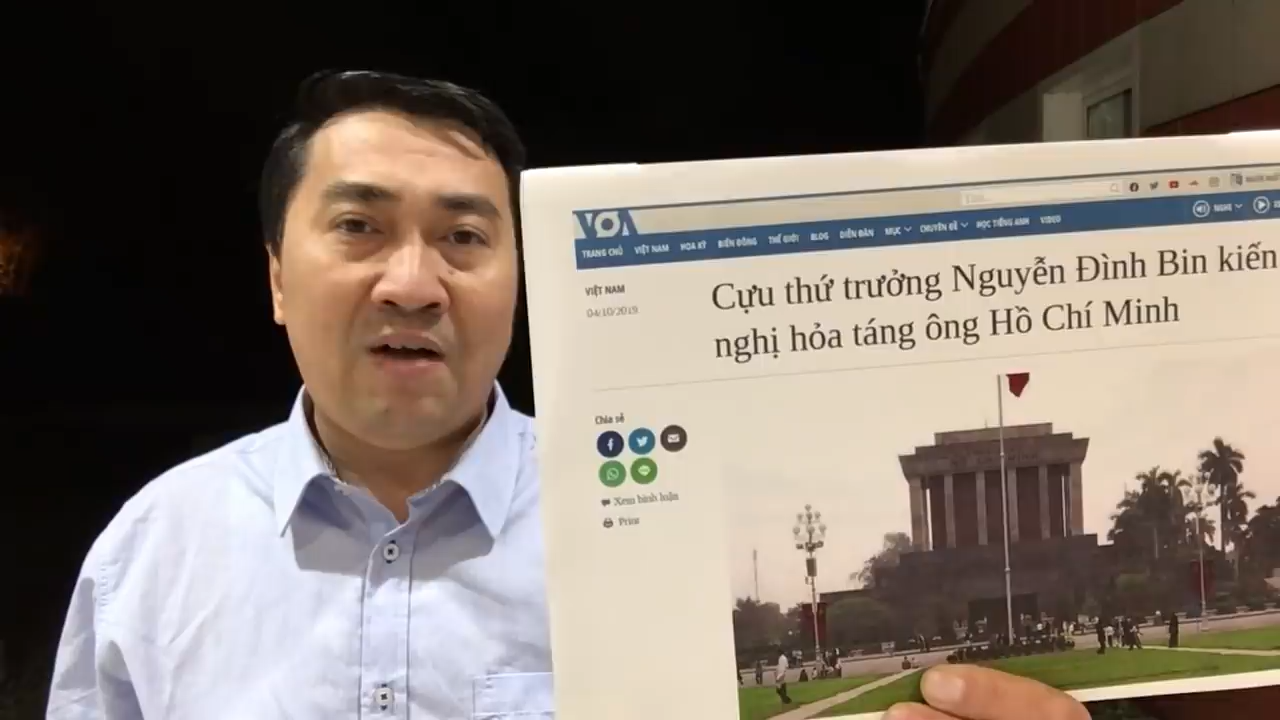 VOA
TRANG CHỦ VIỆT NAM HOA KỲ BIỂN ĐÔNG THẾ GIỚI BLOG DIỄN ĐÀN MỤC CHUYÊN ĐỀ HỌC TIẾNG ANH VIDEO NGHE
VIỆT NAM
04/10/2019
Cựu thứ trưởng Nguyễn Đình Bin kiến
nghị hỏa táng ông Hồ Chí Minh
Chia sẻ
Xem bình luận
Print